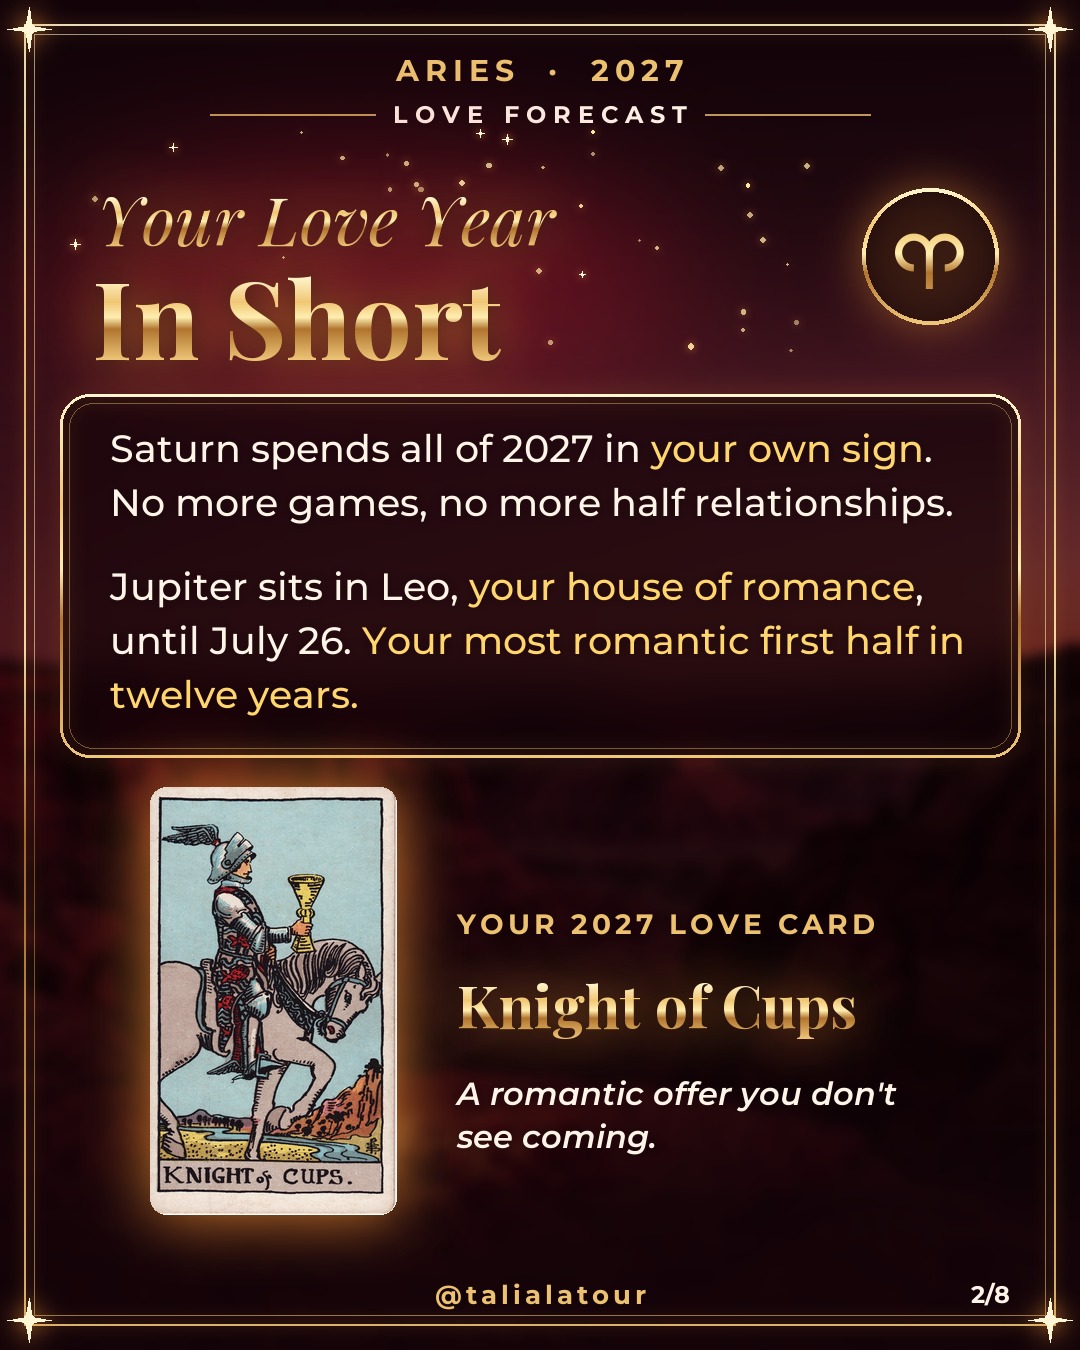 ARIES · 2027
LOVE FORECAST
Your Love Year
In Short
Saturn spends all of 2027 in your own sign.
No more games, no more half relationships.
Jupiter sits in Leo, your house of romance,
until July 26. Your most romantic first half in
twelve years.
KNIGHT of CUPS.
YOUR 2027 LOVE CARD
Knight of Cups
A romantic offer you don't
see coming.
@talialatour
2/8